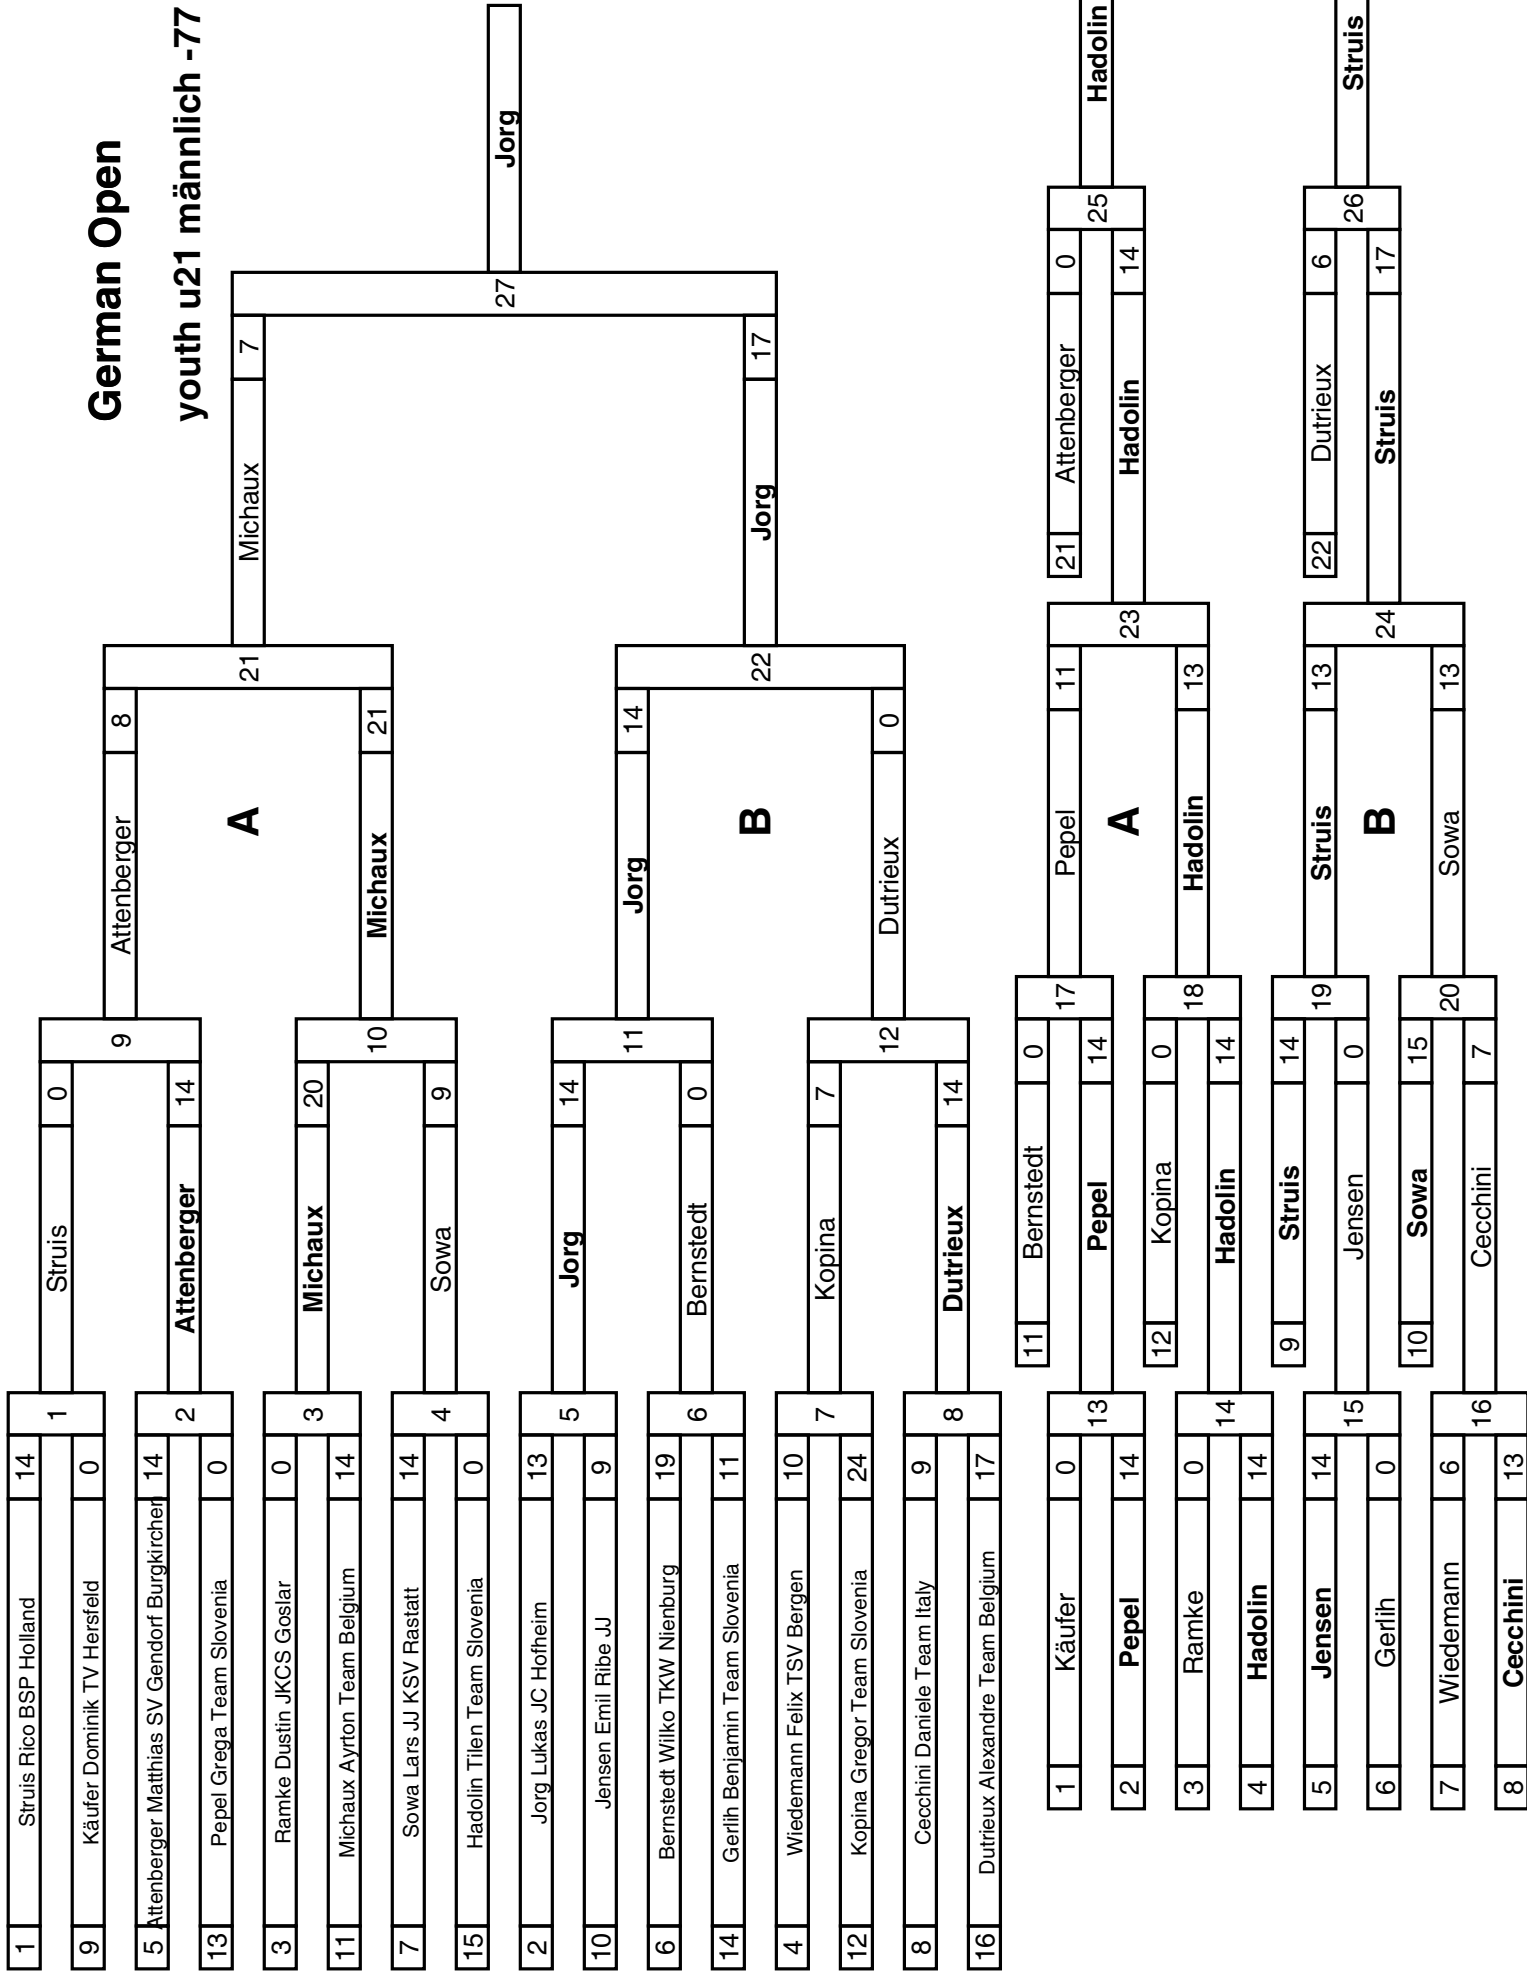 German Open
youth u21 männlich -77
1 Struis Rico BSP Holland 14
1
9 Käufer Dominik TV Hersfeld 0
5 Attenberger Matthias SV Gendorf Burgkirchen 14
2
13 Pepel Grega Team Slovenia 0
3 Ramke Dustin JKCS Goslar 0
3
11 Michaux Ayrton Team Belgium 14
7 Sowa Lars JJ KSV Rastatt 14
4
15 Hadolin Tilen Team Slovenia 0
2 Jorg Lukas JC Hofheim 13
5
10 Jensen Emil Ribe JJ 9
6 Bernstedt Wilko TKW Nienburg 19
6
14 Gerlih Benjamin Team Slovenia 11
4 Wiedemann Felix TSV Bergen 10
7
12 Kopina Gregor Team Slovenia 24
8 Cecchini Daniele Team Italy 9
8
16 Dutrieux Alexandre Team Belgium 17
Struis 0
9
Attenberger 14
Michaux 20
10
Sowa 9
Jorg 14
11
Bernstedt 0
Kopina 7
12
Dutrieux 14
Attenberger 8
A
21
Michaux 21
Jorg 14
B
22
Dutrieux 0
Michaux 7
27
Jorg 17
Jorg
1 Käufer 0
13
2 Pepel 14
3 Ramke 0
14
4 Hadolin 14
5 Jensen 14
15
6 Gerlih 0
7 Wiedemann 6
16
8 Cecchini 13
11 Bernstedt 0
17
Pepel 14
12 Kopina 0
18
Hadolin 14
9 Struis 14
19
Jensen 0
10 Sowa 15
20
Cecchini 7
Pepel 11
A
23
Hadolin 13
Struis 13
B
24
Sowa 13
21 Attenberger 0
25
Hadolin 14
22 Dutrieux 6
26
Struis 17
Hadolin
Struis